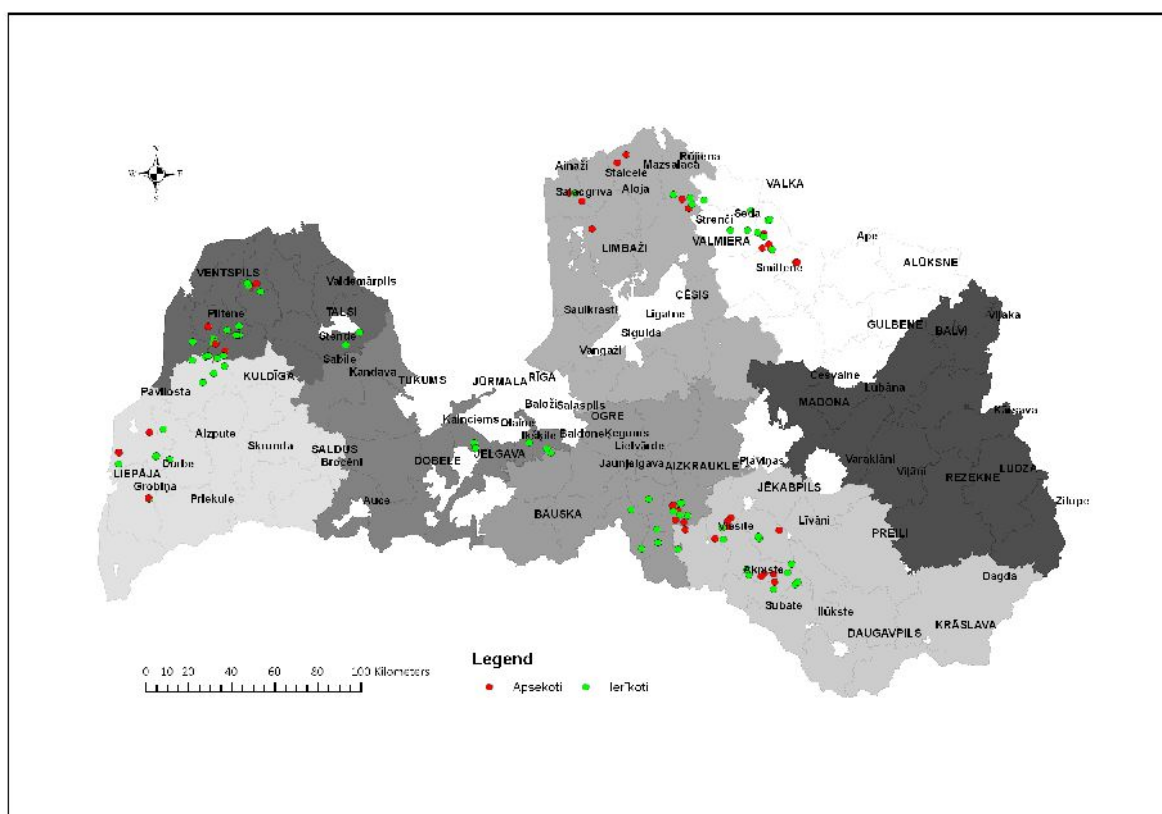 N
W E
S
Rūjiena
Mazsalaca
Ainaži
Staicele
VALKA
Aloja
Salacgrīva
Seda
Strenči
VALMIERA
Ape
LIMBAŽI
ALŪKSNE
Smiltene
VENTSPILS
Valdemārpils
CĒSIS
Piltene
TALSI
Saulkrasti
Līgatne
Viļaka
GULBENE
BALVI
Stende
Sigulda
Sabile
Vangaži
KULDĪGA
Kandava
Cesvaine
Lubāna
TUKUMS
JŪRMALA
RĪGA
Pāvilosta
MADONA
Kārsava
Baloži
Salaspils
OGRE
Kalnciems
Olaine
Aizpute
Ikšķile
Baldone
Ķegums
Skrunda
SALDUS
Lielvārde
Varakļāni
Brocēni
DOBELE
JELGAVA
Jaunjelgava
AIZKRAUKLE
Pļaviņas
Viļāni
LUDZA
Durbe
LIEPĀJA
REZEKNE
Grobiņa
JĒKABPILS
Priekule
Auce
Zilupe
BAUSKA
Viesīte
Līvāni
PREIĻI
Akniste
Dagda
Subate
Ilūkste
KRĀSLAVA
DAUGAVPILS
Legend
0 10 20 40 60 80 100 Kilometers
Apsekoti Ierīkoti